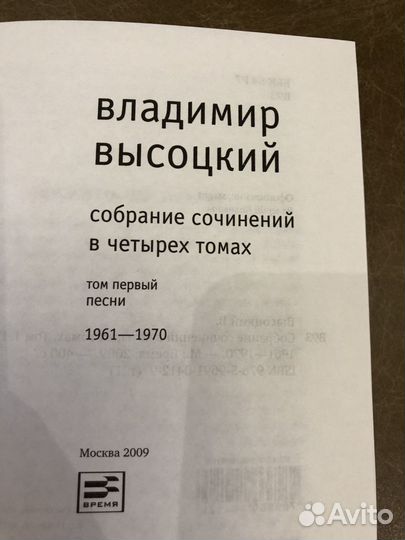 владимир
высоцкий
собрание сочинений
в четырех томах
том первый
песни
1961—1970
Москва 2009
ВРЕМЯ
Avito